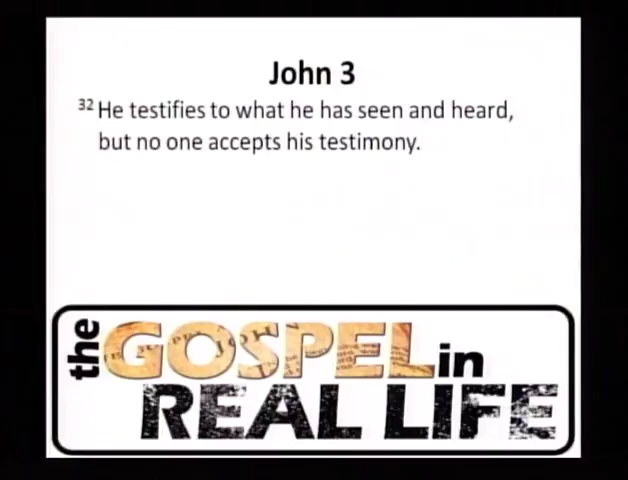 John 3
32 He testifies to what he has seen and heard,
but no one accepts his testimony.
the GOSPEL in
REAL LIFE